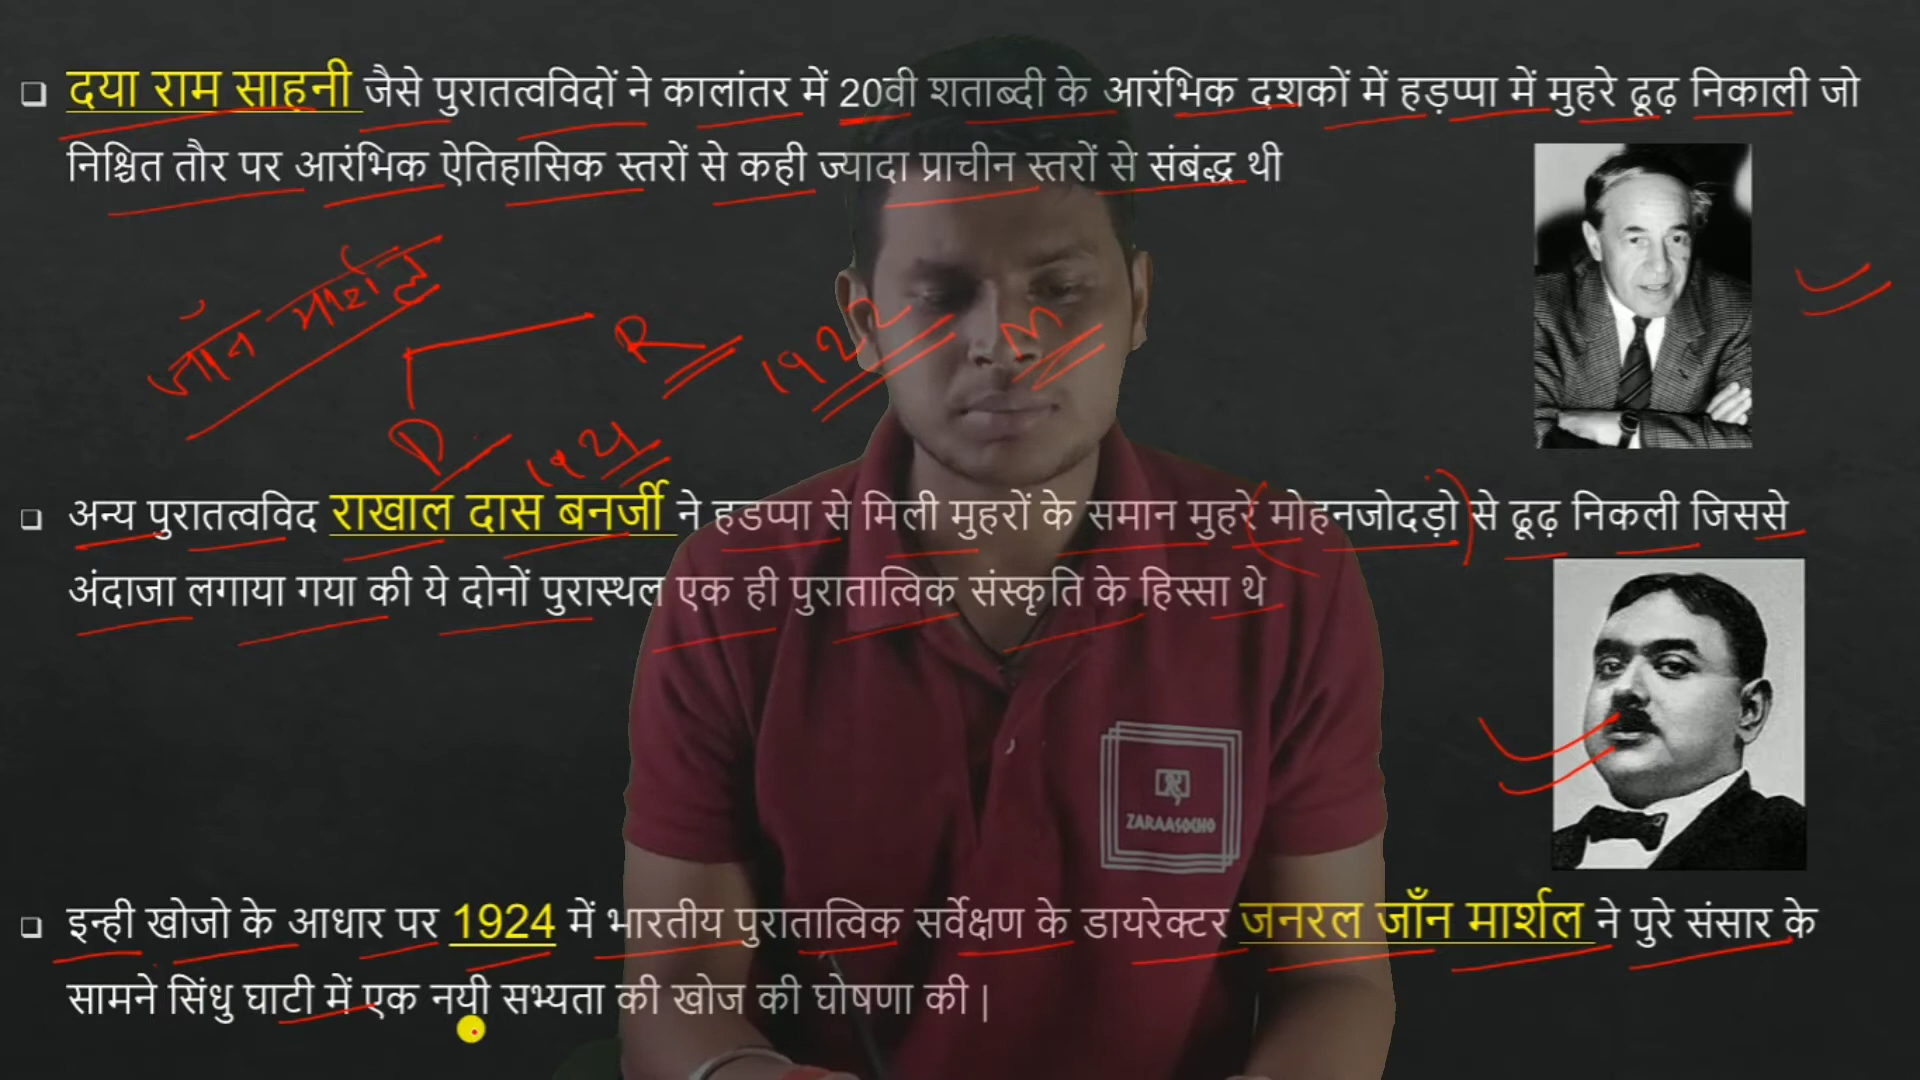 दया राम साहनी जैसे पुरातत्वविदों ने कालांतर में 20वी शताब्दी के आरंभिक दशकों में हड़प्पा में मुहरे ढूढ़ निकाली जो
निश्चित तौर पर आरंभिक ऐतिहासिक स्तरों से कही ज्यादा प्राचीन स्तरों से संबंद्ध थी
जॉन मार्शल
R 1922 M
D 1921
अन्य पुरातत्वविद राखाल दास बनर्जी ने हडप्पा से मिली मुहरों के समान मुहरे (मोहनजोदड़ो) से ढूढ़ निकली जिससे
अंदाजा लगाया गया की ये दोनों पुरास्थल एक ही पुरातात्विक संस्कृति के हिस्सा थे
ZARAASOCHO
इन्ही खोजो के आधार पर 1924 में भारतीय पुरातात्विक सर्वेक्षण के डायरेक्टर जनरल जॉंन मार्शल ने पुरे संसार के
सामने सिंधु घाटी में एक नयी सभ्यता की खोज की घोषणा की |